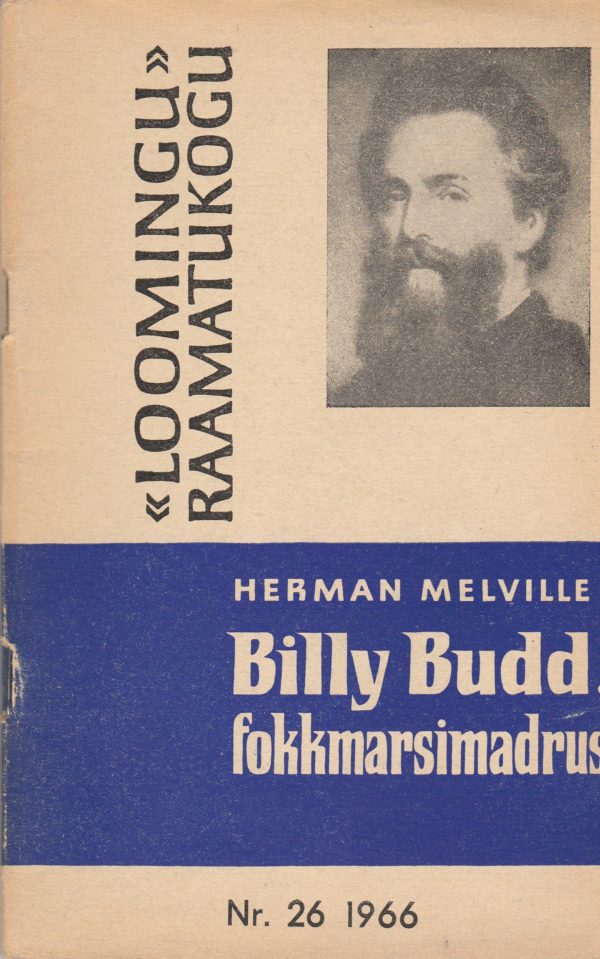 «LOOMINGU»
RAAMATUKOGU
HERMAN MELVILLE
Billy Budd,
fokkmarsimadrus
Nr. 26 1966